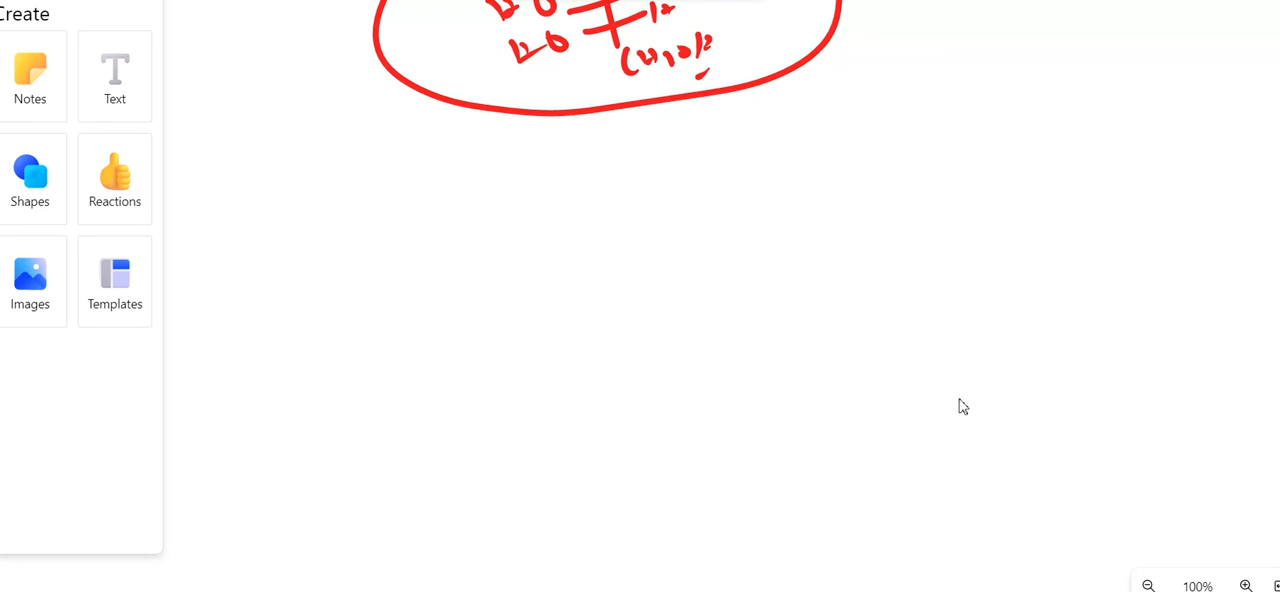 Create
Notes
Text
Shapes
Reactions
Images
Templates
100%